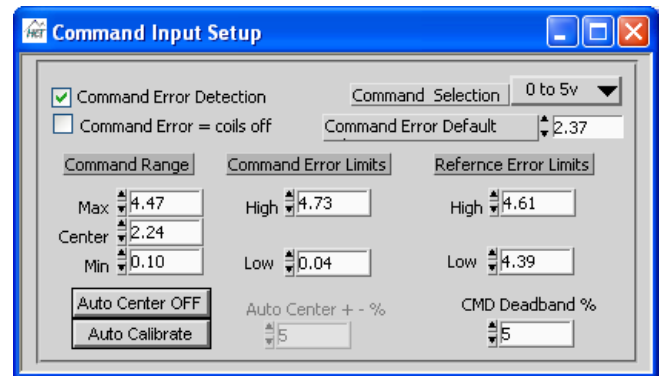 HCT Command Input Setup
Command Error Detection Command Selection 0 to 5v
Command Error = coils off Command Error Default 2.37
Command Range Command Error Limits Refernce Error Limits
Max 4.47 High 4.73 High 4.61
Center 2.24
Min 0.10 Low 0.04 Low 4.39
Auto Center OFF Auto Center + - % CMD Deadband %
Auto Calibrate 5 5